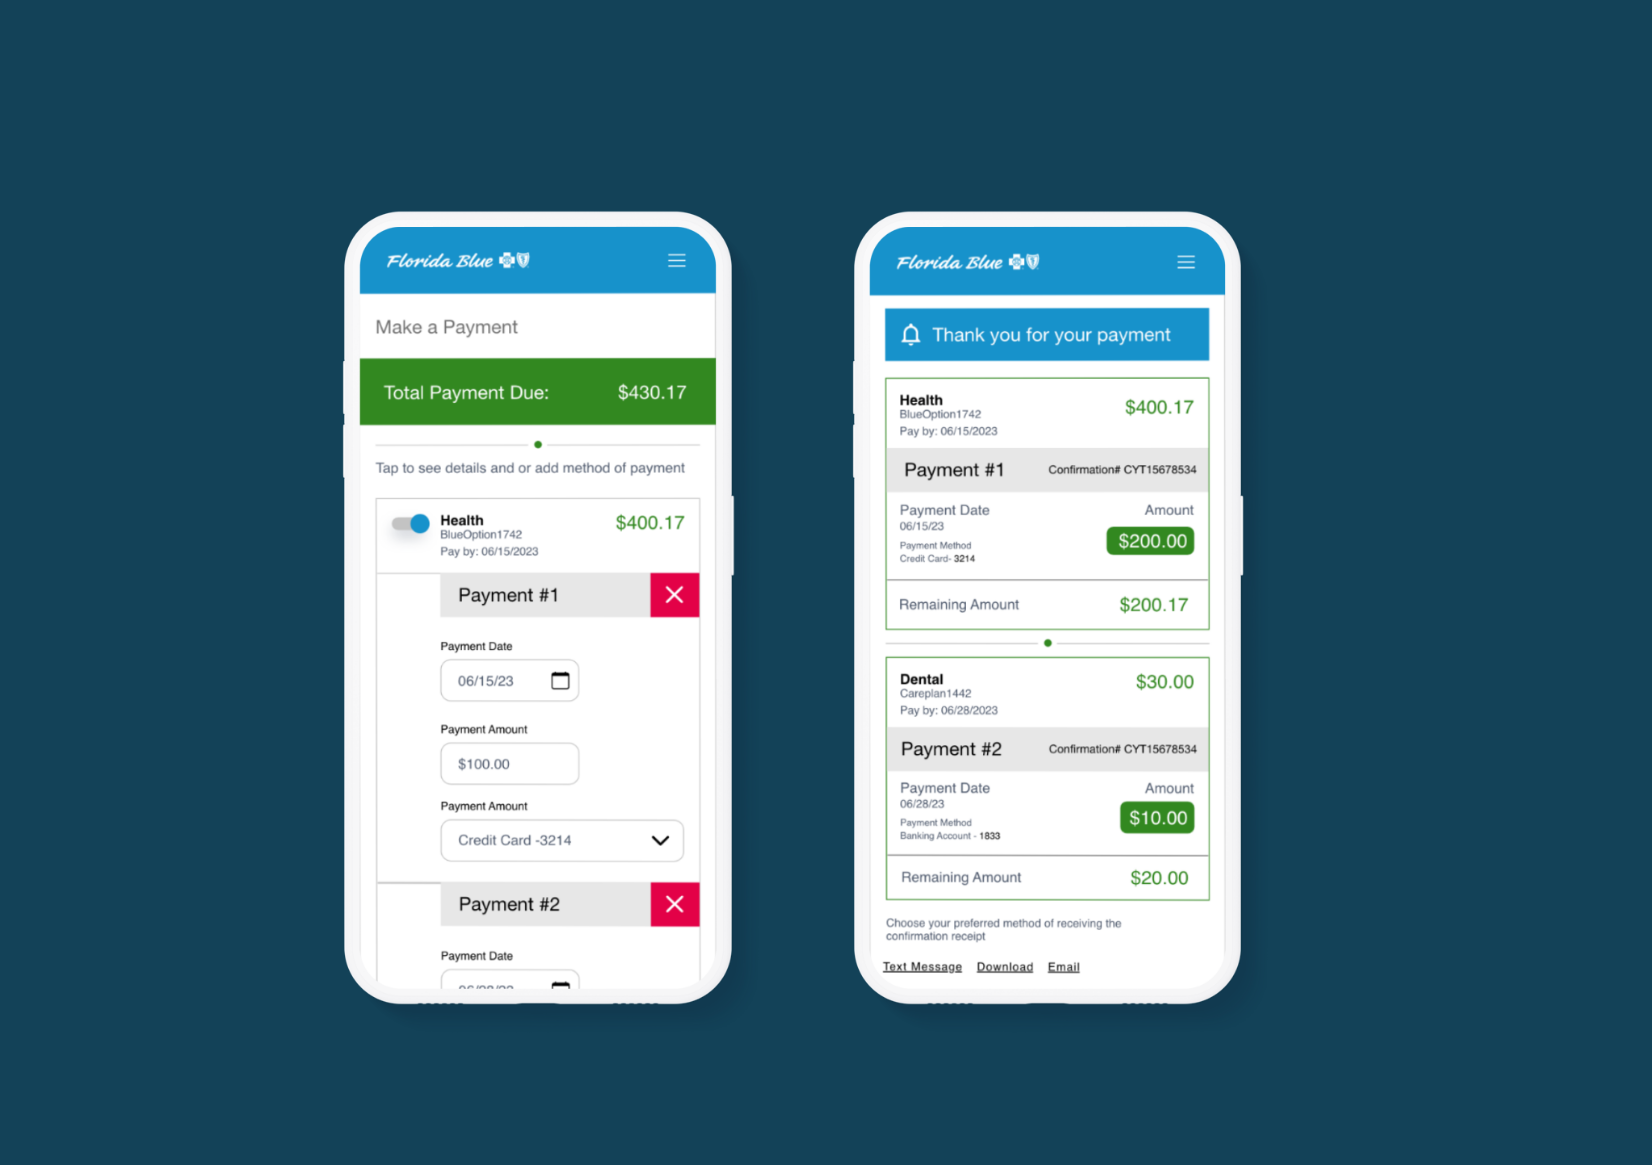 Florida Blue
Make a Payment
Total Payment Due: $430.17
Tap to see details and or add method of payment
Health $400.17
BlueOption1742
Pay by: 06/15/2023
Payment #1
Payment Date
06/15/23
Payment Amount
$100.00
Payment Amount
Credit Card -3214
Payment #2
Payment Date
Florida Blue
Thank you for your payment
Health $400.17
BlueOption1742
Pay by: 06/15/2023
Payment #1 Confirmation# CYT15678534
Payment Date Amount
06/15/23 $200.00
Payment Method
Credit Card- 3214
Remaining Amount $200.17
Dental $30.00
Careplan1442
Pay by: 06/28/2023
Payment #2 Confirmation# CYT15678534
Payment Date Amount
06/28/23 $10.00
Payment Method
Banking Account - 1833
Remaining Amount $20.00
Choose your preferred method of receiving the
confirmation receipt
Text Message Download Email